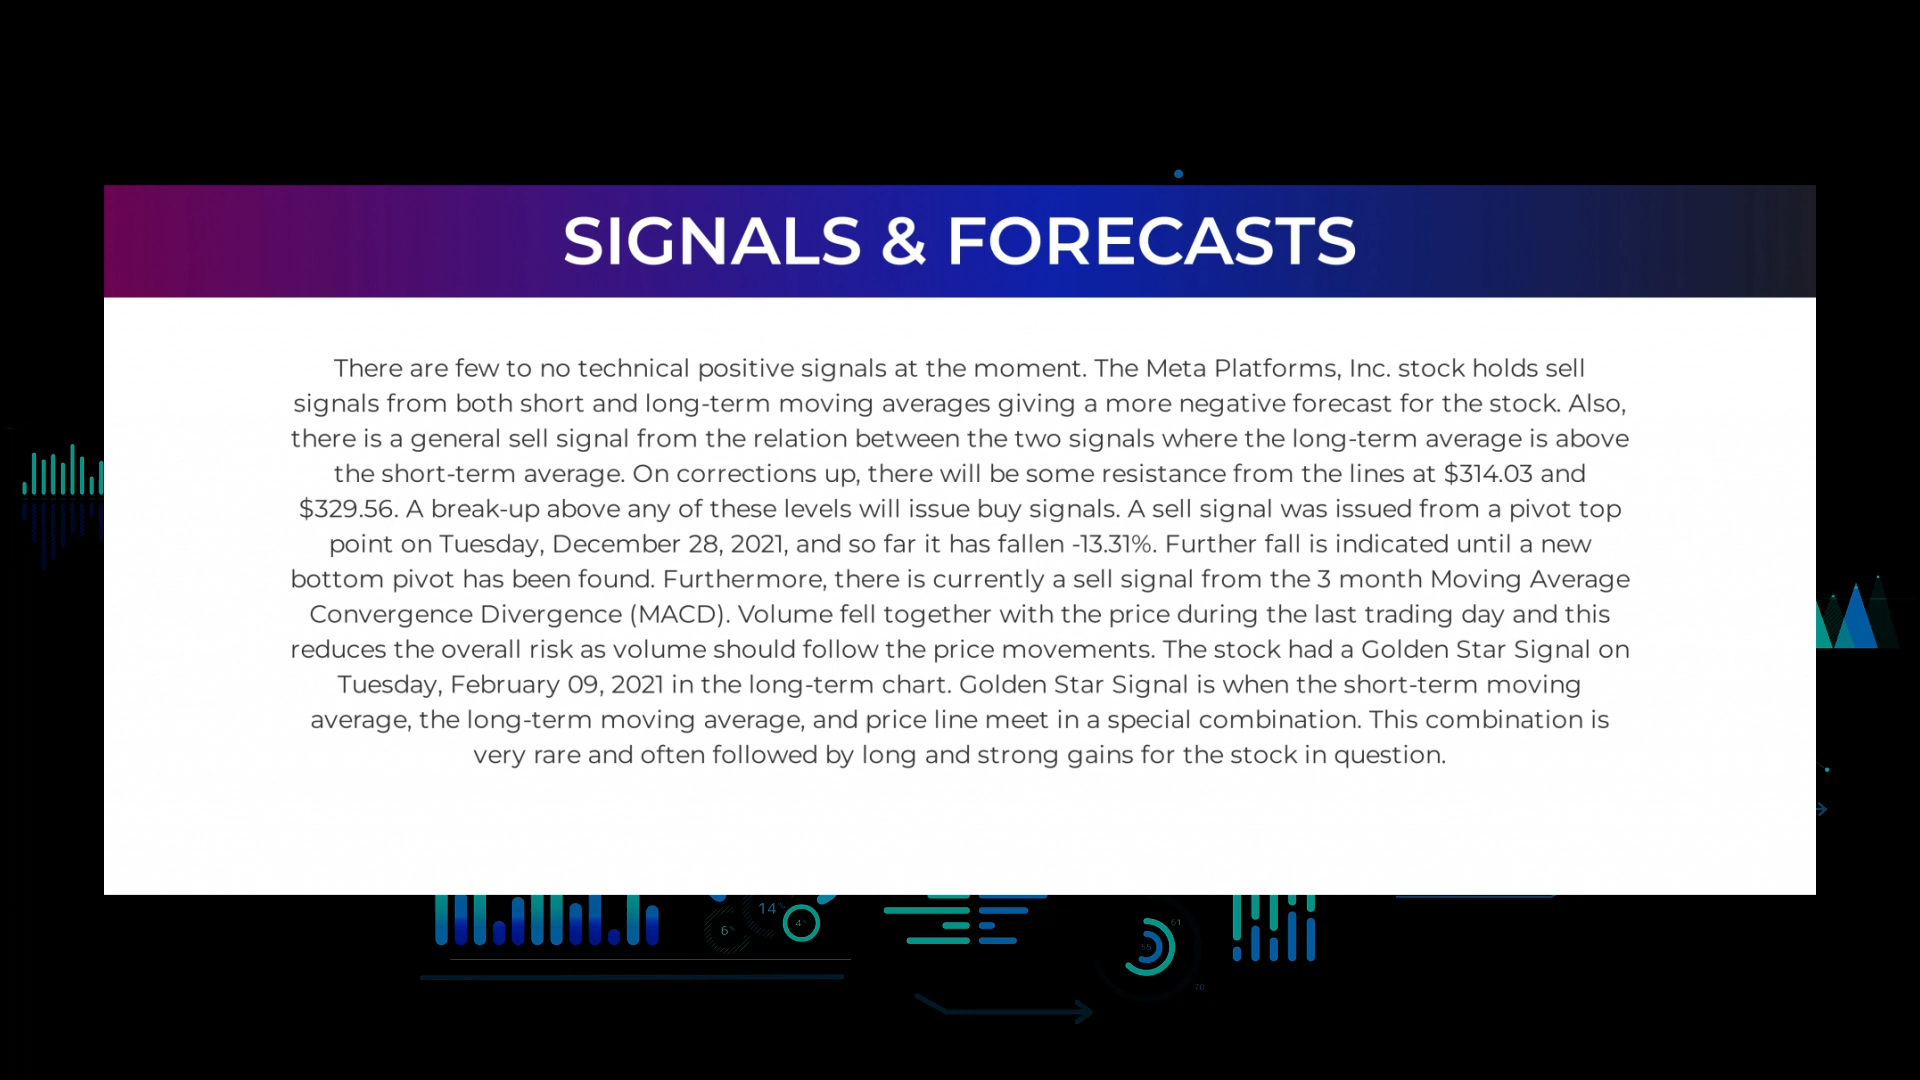 SIGNALS & FORECASTS
There are few to no technical positive signals at the moment. The Meta Platforms, Inc. stock holds sell
signals from both short and long-term moving averages giving a more negative forecast for the stock. Also,
there is a general sell signal from the relation between the two signals where the long-term average is above
the short-term average. On corrections up, there will be some resistance from the lines at $314.03 and
$329.56. A break-up above any of these levels will issue buy signals. A sell signal was issued from a pivot top
point on Tuesday, December 28, 2021, and so far it has fallen -13.31%. Further fall is indicated until a new
bottom pivot has been found. Furthermore, there is currently a sell signal from the 3 month Moving Average
Convergence Divergence (MACD). Volume fell together with the price during the last trading day and this
reduces the overall risk as volume should follow the price movements. The stock had a Golden Star Signal on
Tuesday, February 09, 2021 in the long-term chart. Golden Star Signal is when the short-term moving
average, the long-term moving average, and price line meet in a special combination. This combination is
very rare and often followed by long and strong gains for the stock in question.
14
6
4
61
70